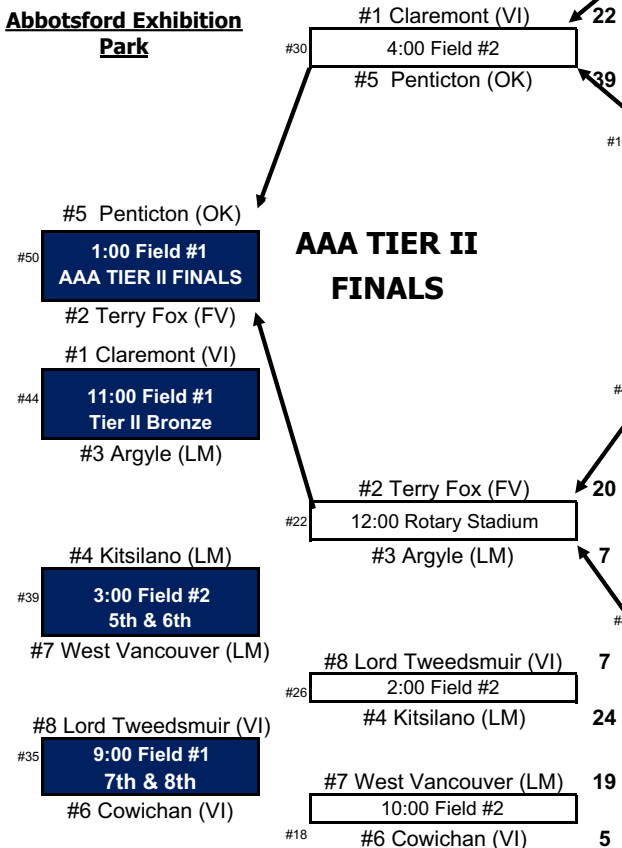 Abbotsford Exhibition
Park
#1 Claremont (VI) 22
#30 4:00 Field #2
#5 Penticton (OK) 39
#1
#5 Penticton (OK)
#50 1:00 Field #1
AAA TIER II FINALS
#2 Terry Fox (FV)
AAA TIER II
FINALS
#1 Claremont (VI)
#44 11:00 Field #1
Tier II Bronze
#3 Argyle (LM)
#
#2 Terry Fox (FV) 20
#22 12:00 Rotary Stadium
#3 Argyle (LM) 7
#
#4 Kitsilano (LM)
#39 3:00 Field #2
5th & 6th
#7 West Vancouver (LM)
#8 Lord Tweedsmuir (VI) 7
#26 2:00 Field #2
#4 Kitsilano (LM) 24
#8 Lord Tweedsmuir (VI)
#35 9:00 Field #1
7th & 8th
#6 Cowichan (VI)
#7 West Vancouver (LM) 19
10:00 Field #2
#18 #6 Cowichan (VI) 5